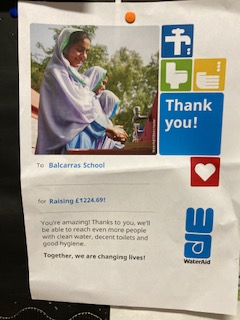 Thank
you!
To Balcarras School
for Raising £1224.69!
You're amazing! Thanks to you, we'll
be able to reach even more people
with clean water, decent toilets and
good hygiene.
Together, we are changing lives!
WaterAid